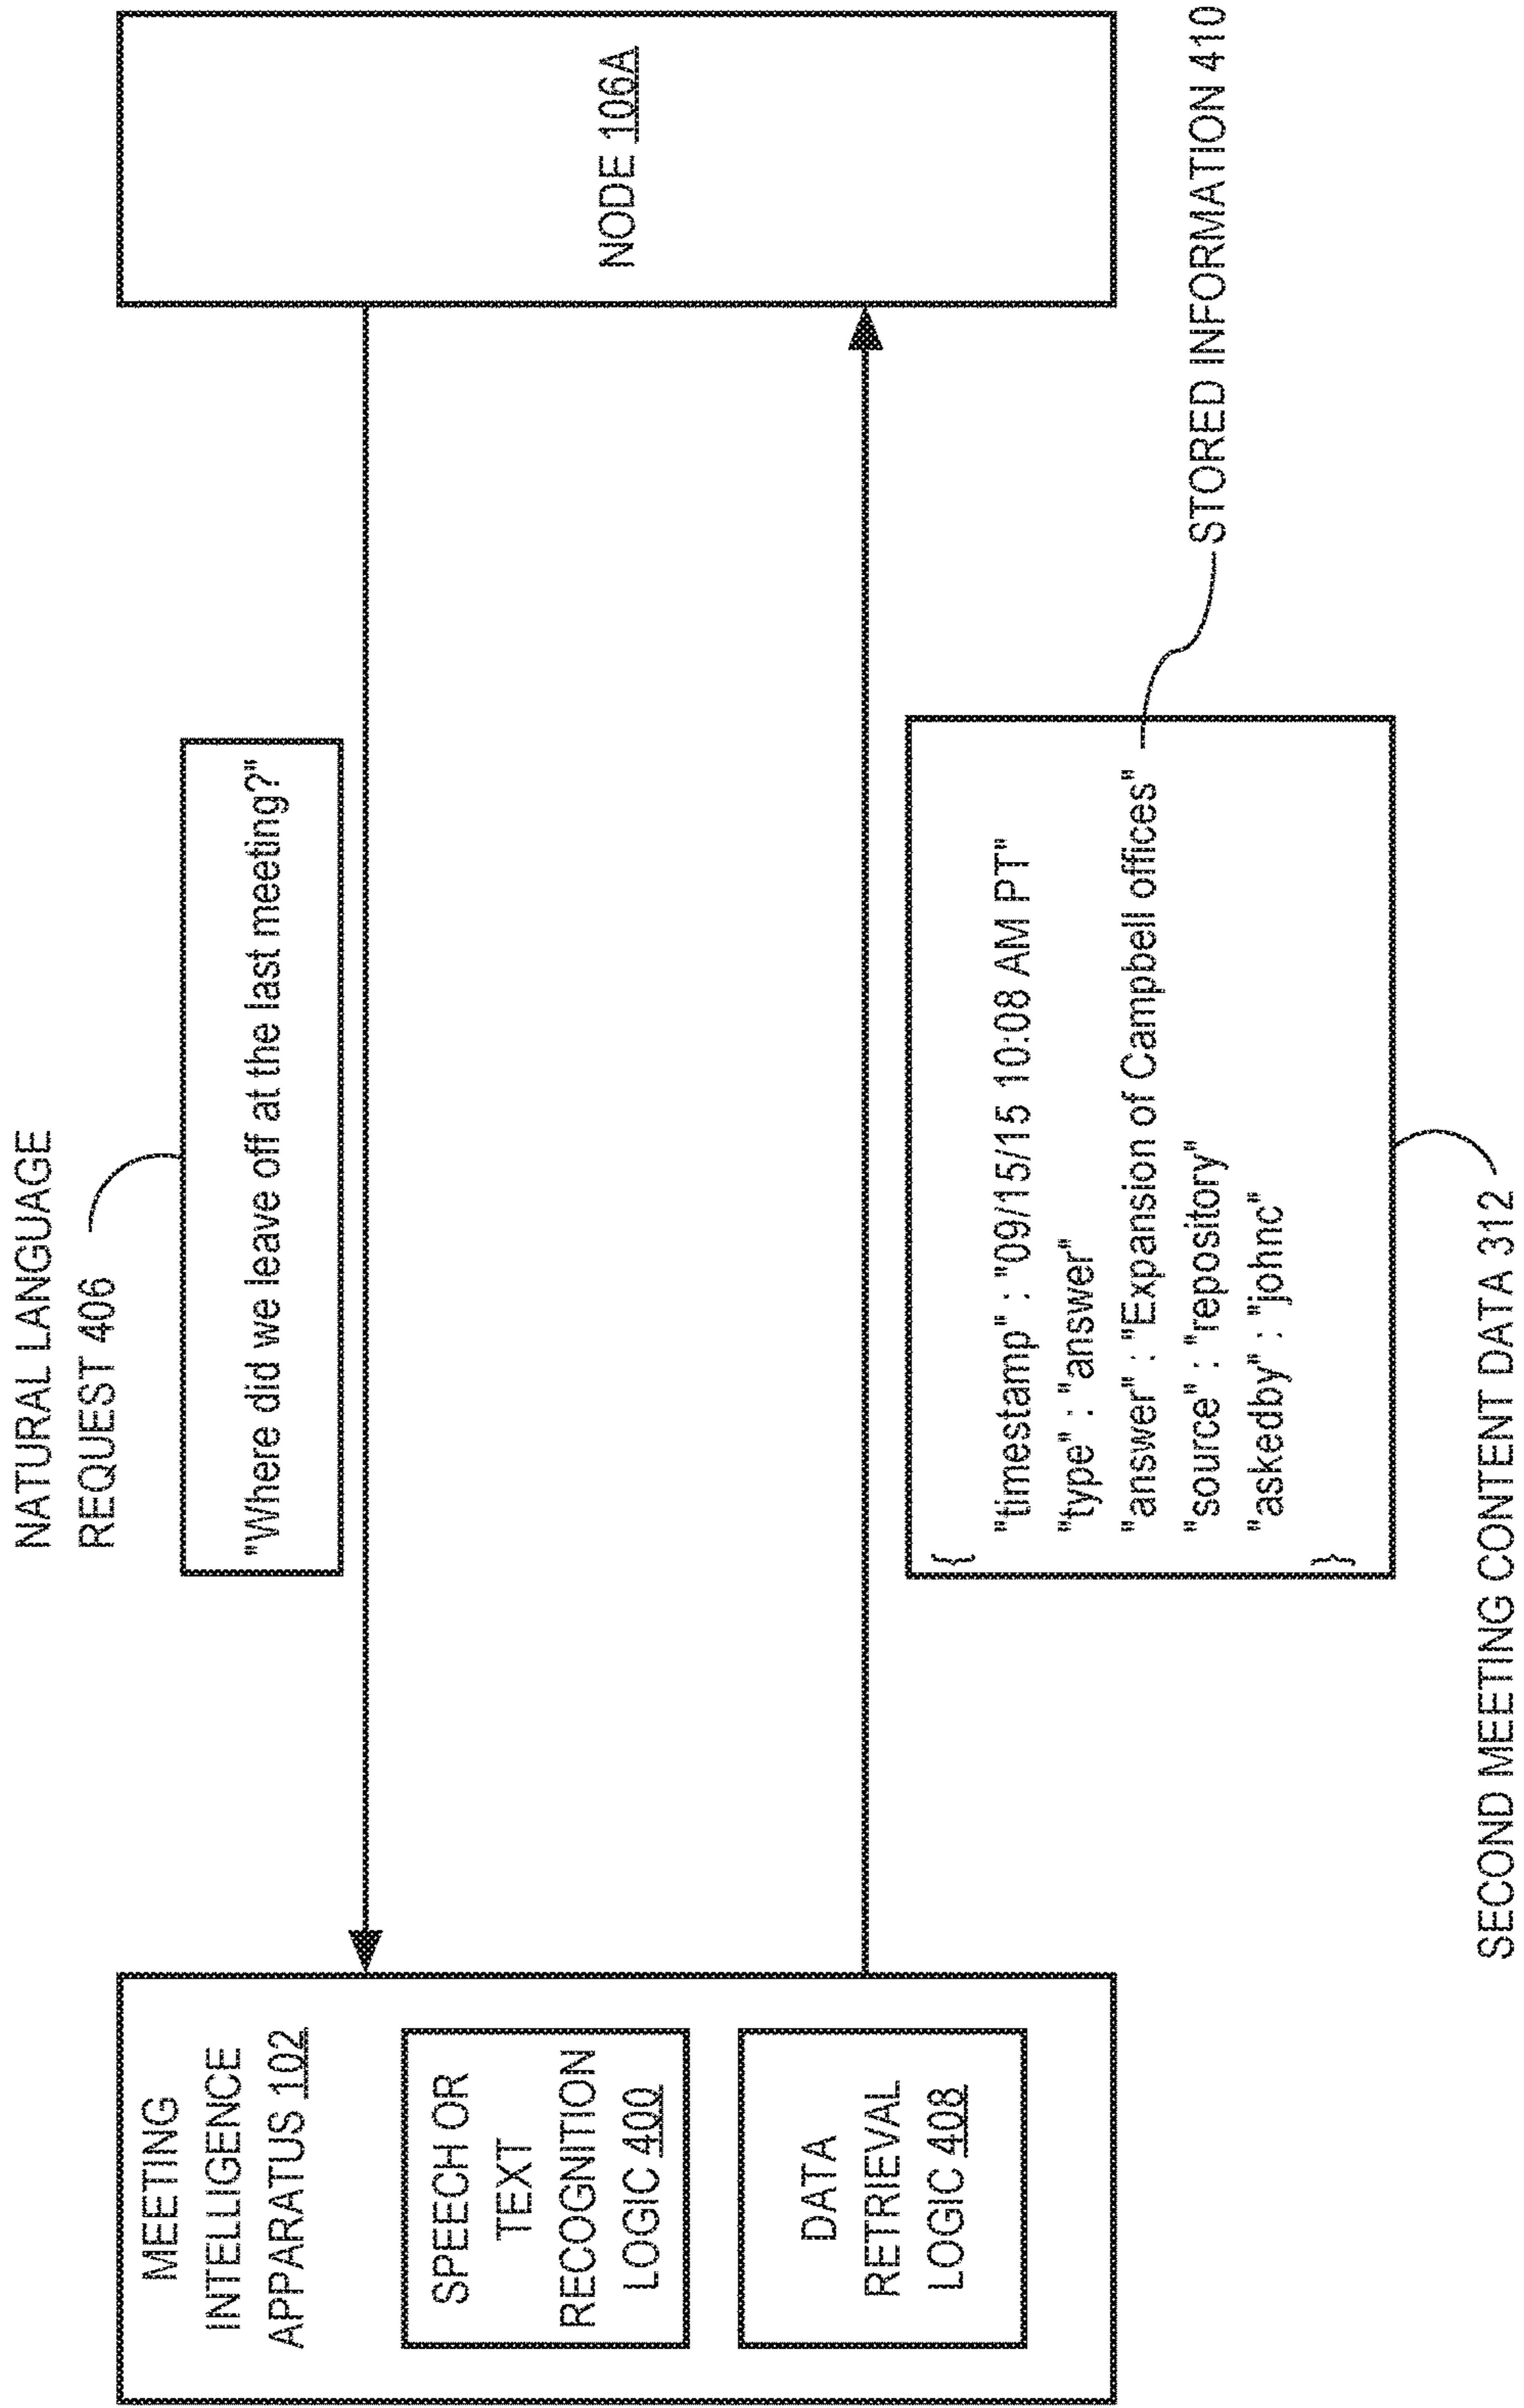 NATURAL LANGUAGE
REQUEST 406
"Where did we leave off at the last meeting?"
MEETING
INTELLIGENCE
APPARATUS 102
SPEECH OR
TEXT
RECOGNITION
LOGIC 400
DATA
RETRIEVAL
LOGIC 408
NODE 106A
{
"timestamp" : "09/15/15 10:08 AM PT"
"type" : "answer"
"answer" : "Expansion of Campbell offices"
"source" : "repository"
"askedby" : "johnc"
}
STORED INFORMATION 410
SECOND MEETING CONTENT DATA 312